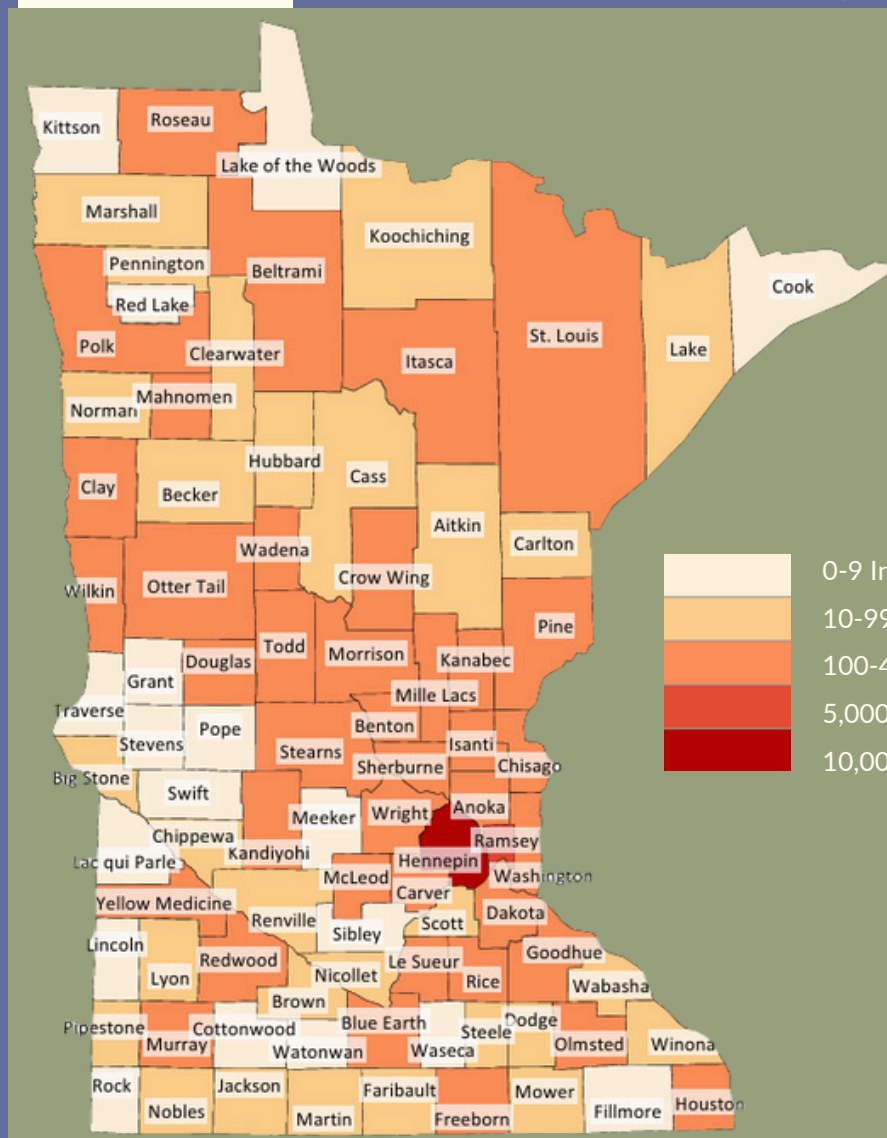 Kittson
Roseau
Lake of the Woods
Marshall
Koochiching
Pennington
Beltrami
Red Lake
Cook
Polk
Clearwater
Itasca
St. Louis
Lake
Norman
Mahnomen
Hubbard
Cass
Clay
Becker
Aitkin
Wadena
Carlton
Wilkin
Otter Tail
Crow Wing
0-9 In
10-99
100-4
5,000
10,00
Pine
Todd
Morrison
Kanabec
Douglas
Grant
Mille Lacs
Traverse
Benton
Pope
Stevens
Stearns
Isanti
Sherburne
Chisago
Big Stone
Swift
Meeker
Wright
Anoka
Chippewa
Ramsey
Kandiyohi
Lac qui Parle
Hennepin
McLeod
Washington
Carver
Yellow Medicine
Renville
Scott
Dakota
Sibley
Lincoln
Lyon
Redwood
Le Sueur
Goodhue
Nicollet
Rice
Wabasha
Brown
Pipestone
Cottonwood
Blue Earth
Steele
Dodge
Murray
Watonwan
Waseca
Olmsted
Winona
Rock
Jackson
Faribault
Mower
Nobles
Martin
Freeborn
Fillmore
Houston